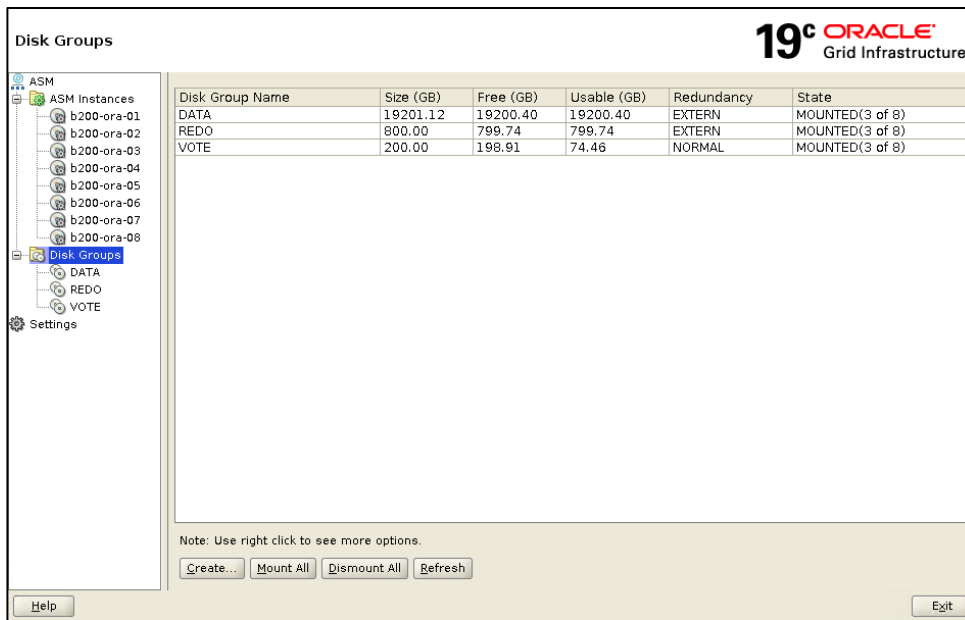 Disk Groups
19c ORACLE
Grid Infrastructure
ASM
ASM Instances
b200-ora-01
b200-ora-02
b200-ora-03
b200-ora-04
b200-ora-05
b200-ora-06
b200-ora-07
b200-ora-08
Disk Groups
DATA
REDO
VOTE
Settings
Disk Group Name Size (GB) Free (GB) Usable (GB) Redundancy State
DATA 19201.12 19200.40 19200.40 EXTERN MOUNTED(3 of 8)
REDO 800.00 799.74 799.74 EXTERN MOUNTED(3 of 8)
VOTE 200.00 198.91 74.46 NORMAL MOUNTED(3 of 8)
Note: Use right click to see more options.
Create... Mount All Dismount All Refresh
Help Exit